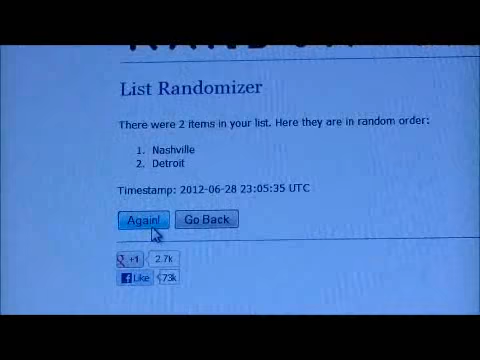 List Randomizer
There were 2 items in your list. Here they are in random order:
1. Nashville
2. Detroit
Timestamp: 2012-06-28 23:05:35 UTC
Again! Go Back
g +1 2.7k
Like 73k